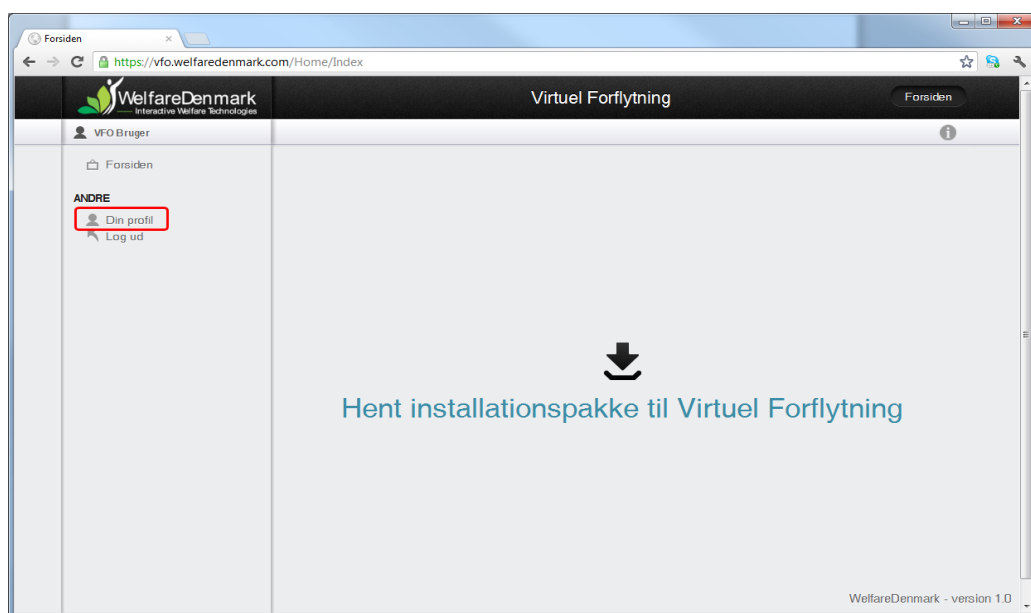 Forsiden
https://vfo.welfaredenmark.com/Home/Index
WelfareDenmark
Interactive Welfare Technologies
Virtuel Forflytning
Forsiden
VFO Bruger
Forsiden
ANDRE
Din profil
Log ud
Hent installationspakke til Virtuel Forflytning
WelfareDenmark - version 1.0